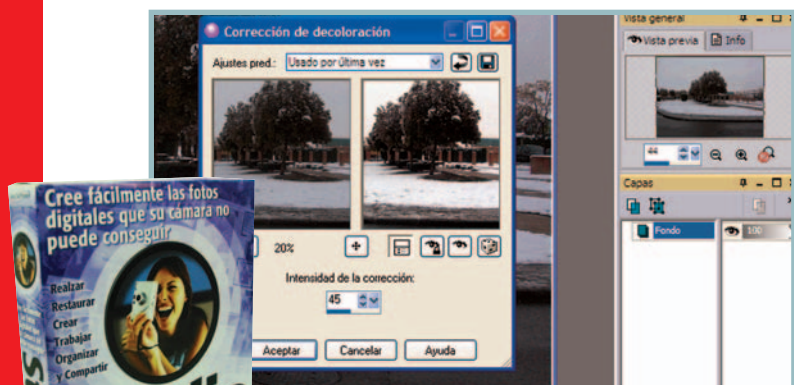 Corrección de decoloración
Ajustes pred.: Usado por última vez
20%
Intensidad de la corrección:
45
Aceptar Cancelar Ayuda
Vista general
Vista previa Info
44
Capas
Fondo 100
Cree fácilmente las fotos
digitales que su cámara no
puede conseguir
Realzar
Restaurar
Crear
Trabajar
Organizar
y Compartir